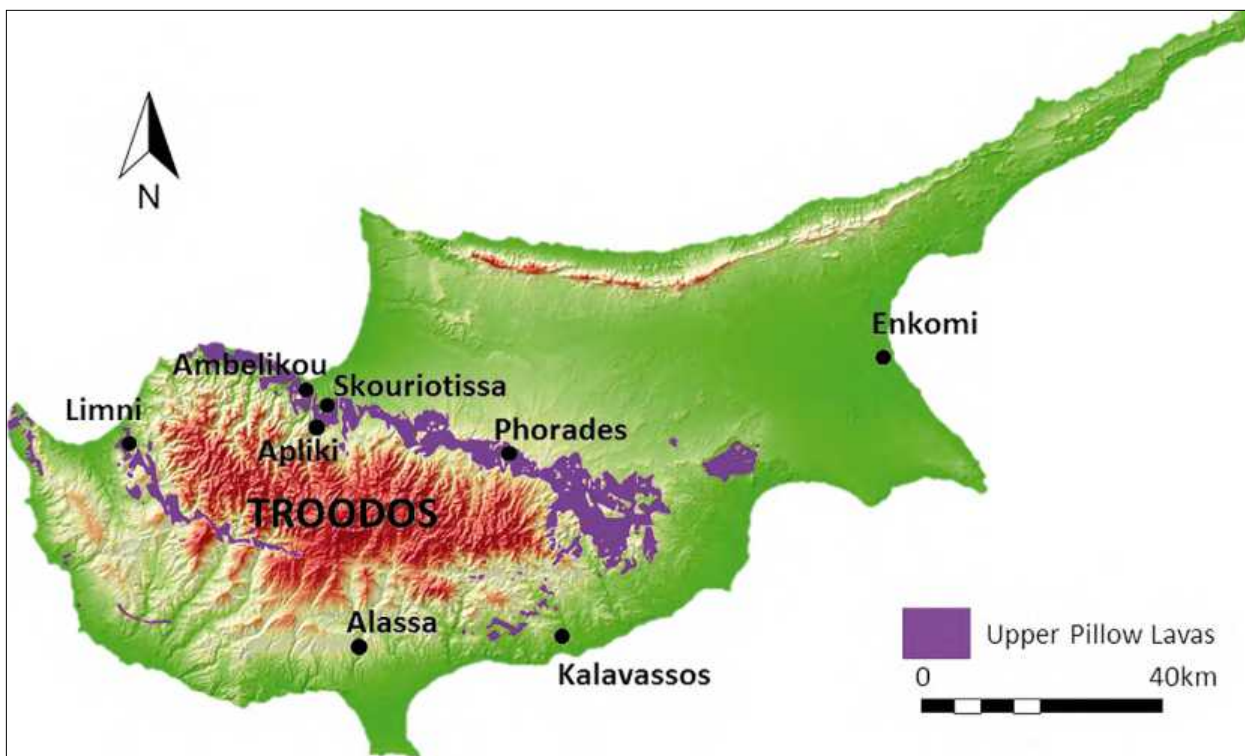 N
Enkomi
Ambelikou
Skouriotissa
Limni
Apliki
Phorades
TROODOS
Alassa
Kalavassos
Upper Pillow Lavas
0 40km